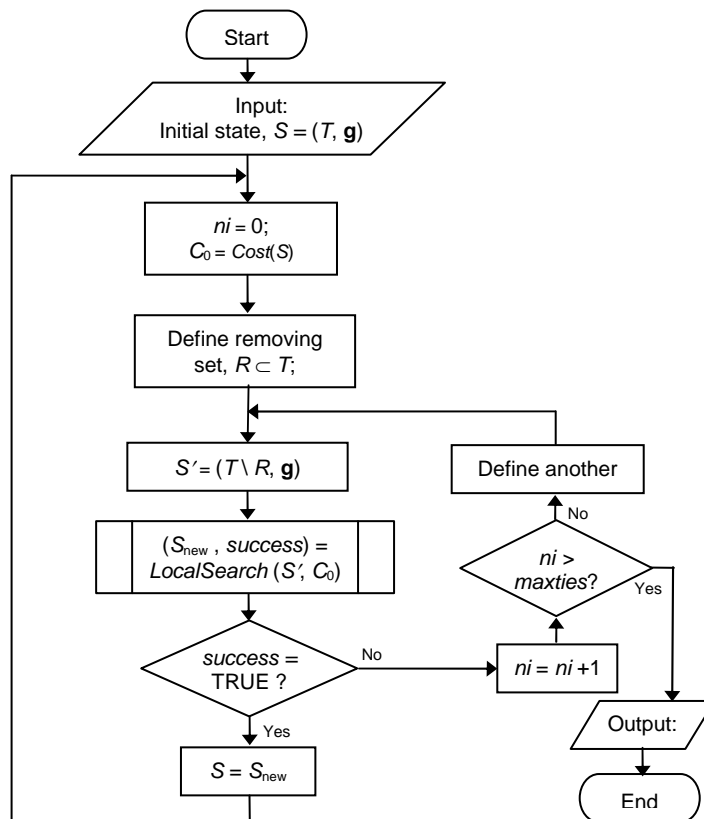 Start
Input:
Initial state, S = (T, g)
ni = 0;
C₀ = Cost(S)
Define removing
set, R ⊂ T;
S′ = (T \ R, g)
Define another
(Sₙₑw , success) =
LocalSearch (S′, C₀)
No
ni >
maxties?
Yes
success =
TRUE ?
No
ni = ni +1
Yes
Output:
S = Sₙₑw
End